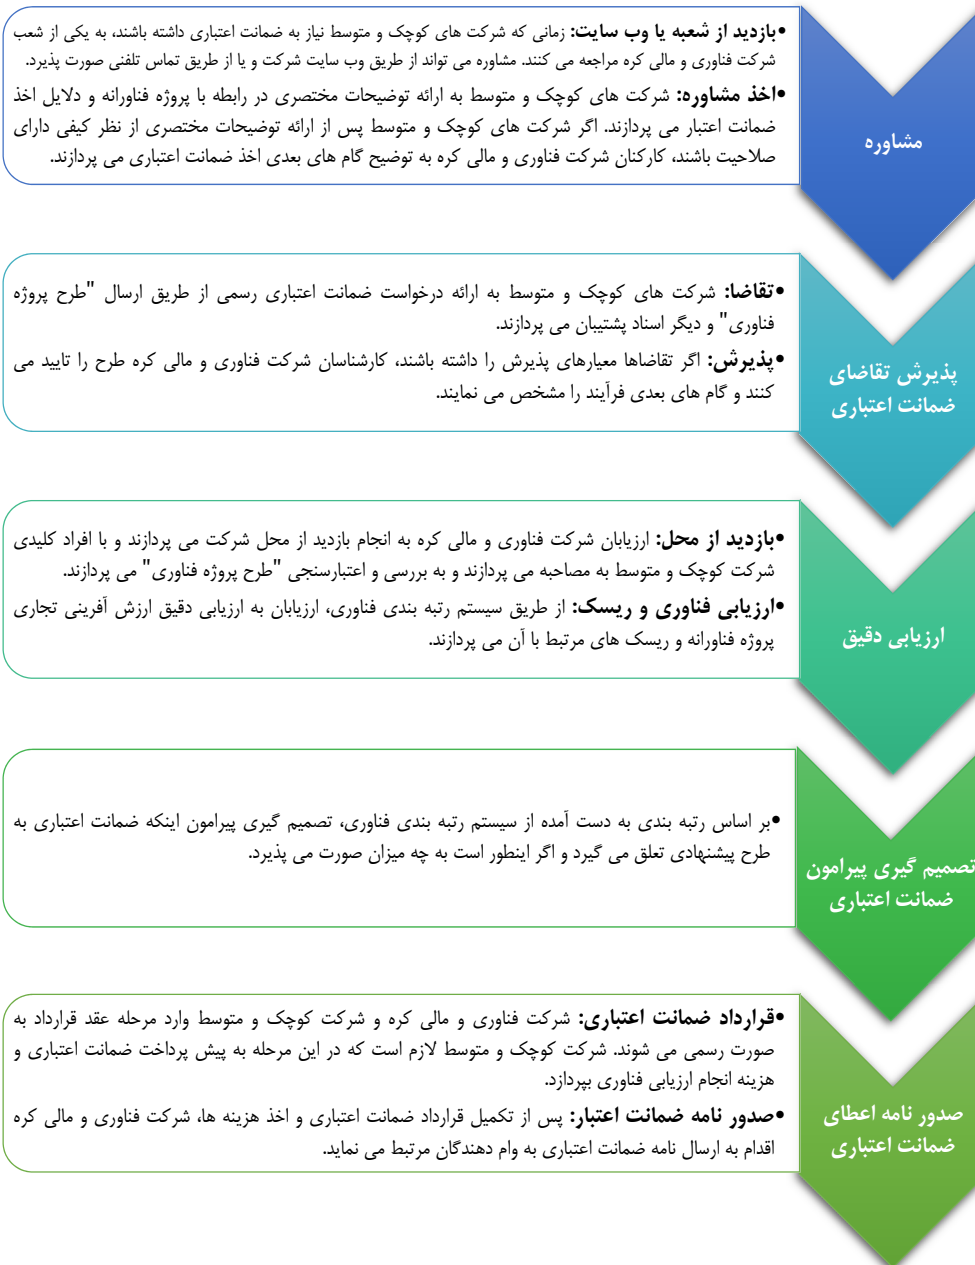 مشاوره
•بازدید از شعبه یا وب سایت: زمانی که شرکت های کوچک و متوسط نیاز به ضمانت اعتباری داشته باشند، به یکی از شعب
شرکت فناوری و مالی کره مراجعه می کنند. مشاوره می تواند از طریق وب سایت شرکت و یا از طریق تماس تلفنی صورت پذیرد.
•اخذ مشاوره: شرکت های کوچک و متوسط به ارائه توضیحات مختصری در رابطه با پروژه فناورانه و دلایل اخذ
ضمانت اعتبار می پردازند. اگر شرکت های کوچک و متوسط پس از ارائه توضیحات مختصری از نظر کیفی دارای
صلاحیت باشند، کارکنان شرکت فناوری و مالی کره به توضیح گام های بعدی اخذ ضمانت اعتباری می پردازند.
پذیرش تقاضای
ضمانت اعتباری
•تقاضا: شرکت های کوچک و متوسط به ارائه درخواست ضمانت اعتباری رسمی از طریق ارسال "طرح پروژه
فناوری" و دیگر اسناد پشتیبان می پردازند.
•پذیرش: اگر تقاضاها معیارهای پذیرش را داشته باشند، کارشناسان شرکت فناوری و مالی کره طرح را تایید می
کنند و گام های بعدی فرآیند را مشخص می نمایند.
ارزیابی دقیق
•بازدید از محل: ارزیابان شرکت فناوری و مالی کره به انجام بازدید از محل شرکت می پردازند و با افراد کلیدی
شرکت کوچک و متوسط به مصاحبه می پردازند و به بررسی و اعتبارسنجی "طرح پروژه فناوری" می پردازند.
•ارزیابی فناوری و ریسک: از طریق سیستم رتبه بندی فناوری، ارزیابان به ارزیابی دقیق ارزش آفرینی تجاری
پروژه فناورانه و ریسک های مرتبط با آن می پردازند.
تصمیم گیری پیرامون
ضمانت اعتباری
•بر اساس رتبه بندی به دست آمده از سیستم رتبه بندی فناوری، تصمیم گیری پیرامون اینکه ضمانت اعتباری به
طرح پیشنهادی تعلق می گیرد و اگر اینطور است به چه میزان صورت می پذیرد.
صدور نامه اعطای
ضمانت اعتباری
•قرارداد ضمانت اعتباری: شرکت فناوری و مالی کره و شرکت کوچک و متوسط وارد مرحله عقد قرارداد به
صورت رسمی می شوند. شرکت کوچک و متوسط لازم است که در این مرحله به پیش پرداخت ضمانت اعتباری و
هزینه انجام ارزیابی فناوری بپردازد.
•صدور نامه ضمانت اعتبار: پس از تکمیل قرارداد ضمانت اعتباری و اخذ هزینه ها، شرکت فناوری و مالی کره
اقدام به ارسال نامه ضمانت اعتباری به وام دهندگان مرتبط می نماید.